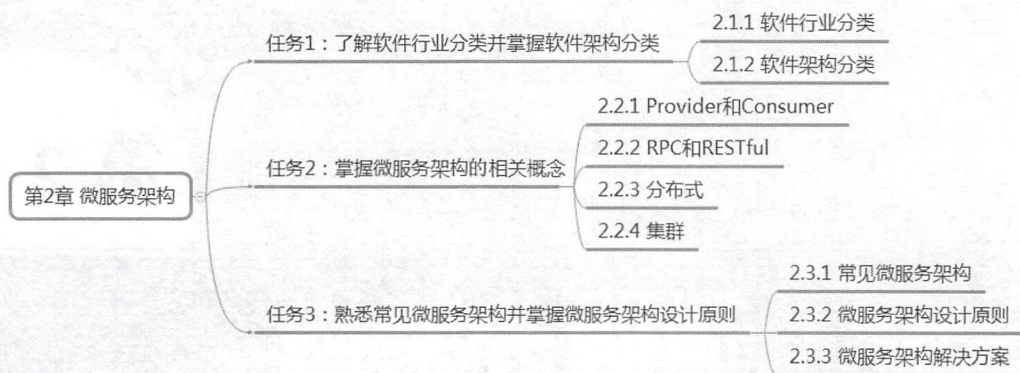 第2章 微服务架构
任务1：了解软件行业分类并掌握软件架构分类
2.1.1 软件行业分类
2.1.2 软件架构分类
任务2：掌握微服务架构的相关概念
2.2.1 Provider和Consumer
2.2.2 RPC和RESTful
2.2.3 分布式
2.2.4 集群
任务3：熟悉常见微服务架构并掌握微服务架构设计原则
2.3.1 常见微服务架构
2.3.2 微服务架构设计原则
2.3.3 微服务架构解决方案